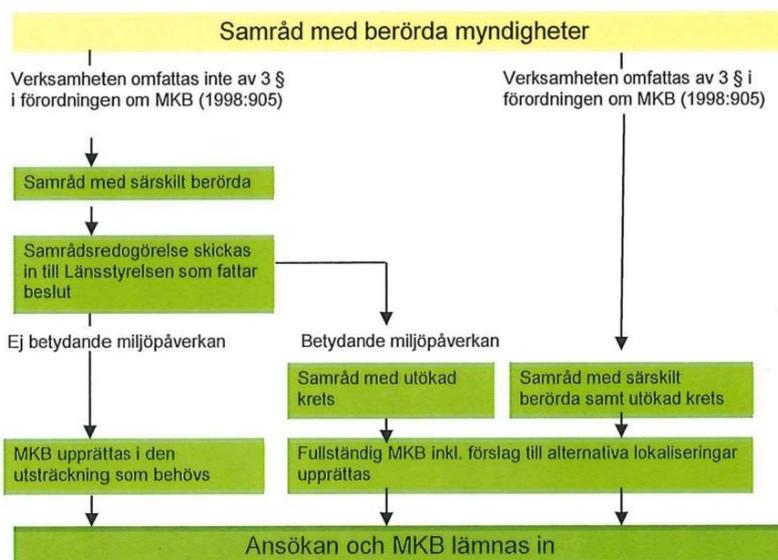 Samråd med berörda myndigheter
Verksamheten omfattas inte av 3 §
i förordningen om MKB (1998:905)
Verksamheten omfattas av 3 § i
förordningen om MKB (1998:905)
Samråd med särskilt berörda
Samrådsredogörelse skickas
in till Länsstyrelsen som fattar
beslut
Ej betydande miljöpåverkan
Betydande miljöpåverkan
Samråd med utökad
krets
Samråd med särskilt
berörda samt utökad krets
MKB upprättas i den
utsträckning som behövs
Fullständig MKB inkl. förslag till alternativa lokaliseringar
upprättas
Ansökan och MKB lämnas in